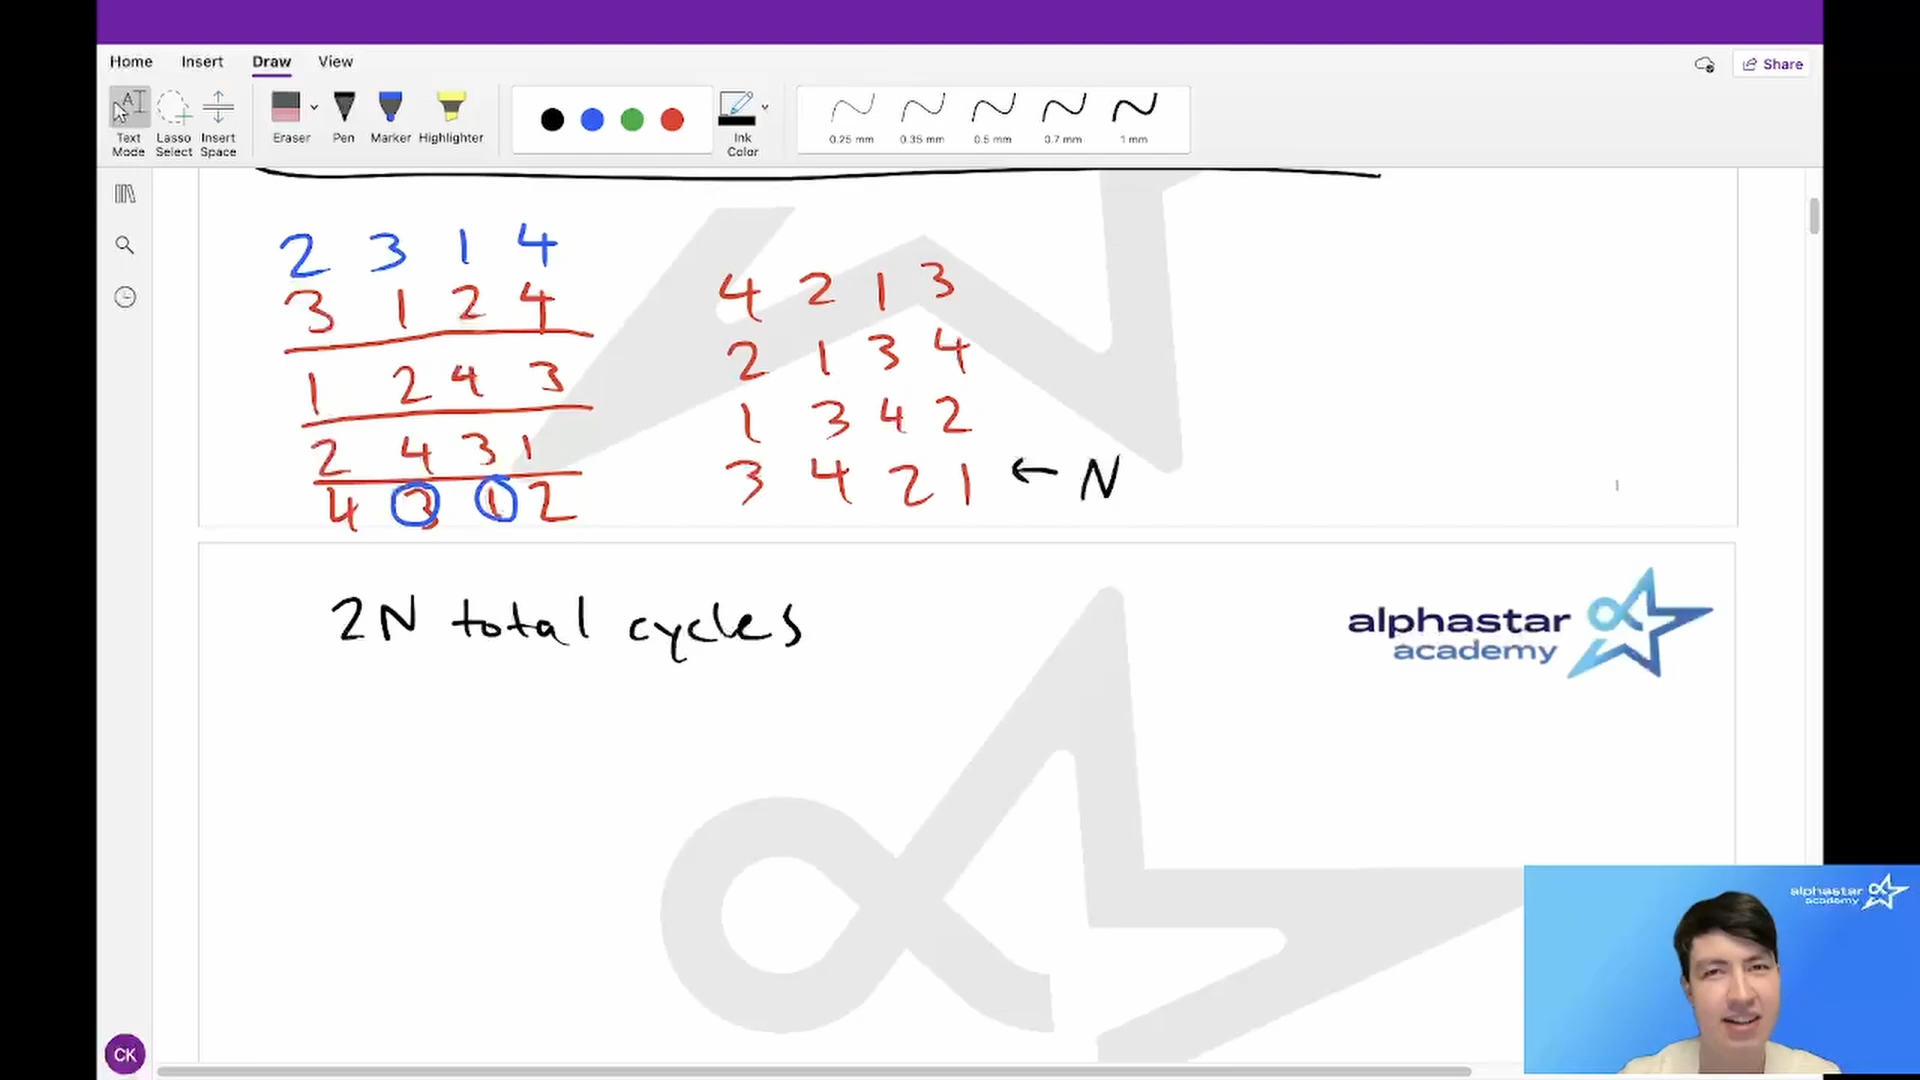 Home Insert Draw View
Share
Text Mode
Lasso Select
Insert Space
Eraser
Pen
Marker
Highlighter
Ink Color
0.25 mm
0.35 mm
0.5 mm
0.7 mm
1 mm
2 3 1 4
3 1 2 4
1 2 4 3
2 4 3 1
4 3 1 2
4 2 1 3
2 1 3 4
1 3 4 2
3 4 2 1 ← N
2N total cycles
alphastar
academy
alphastar
academy
CK